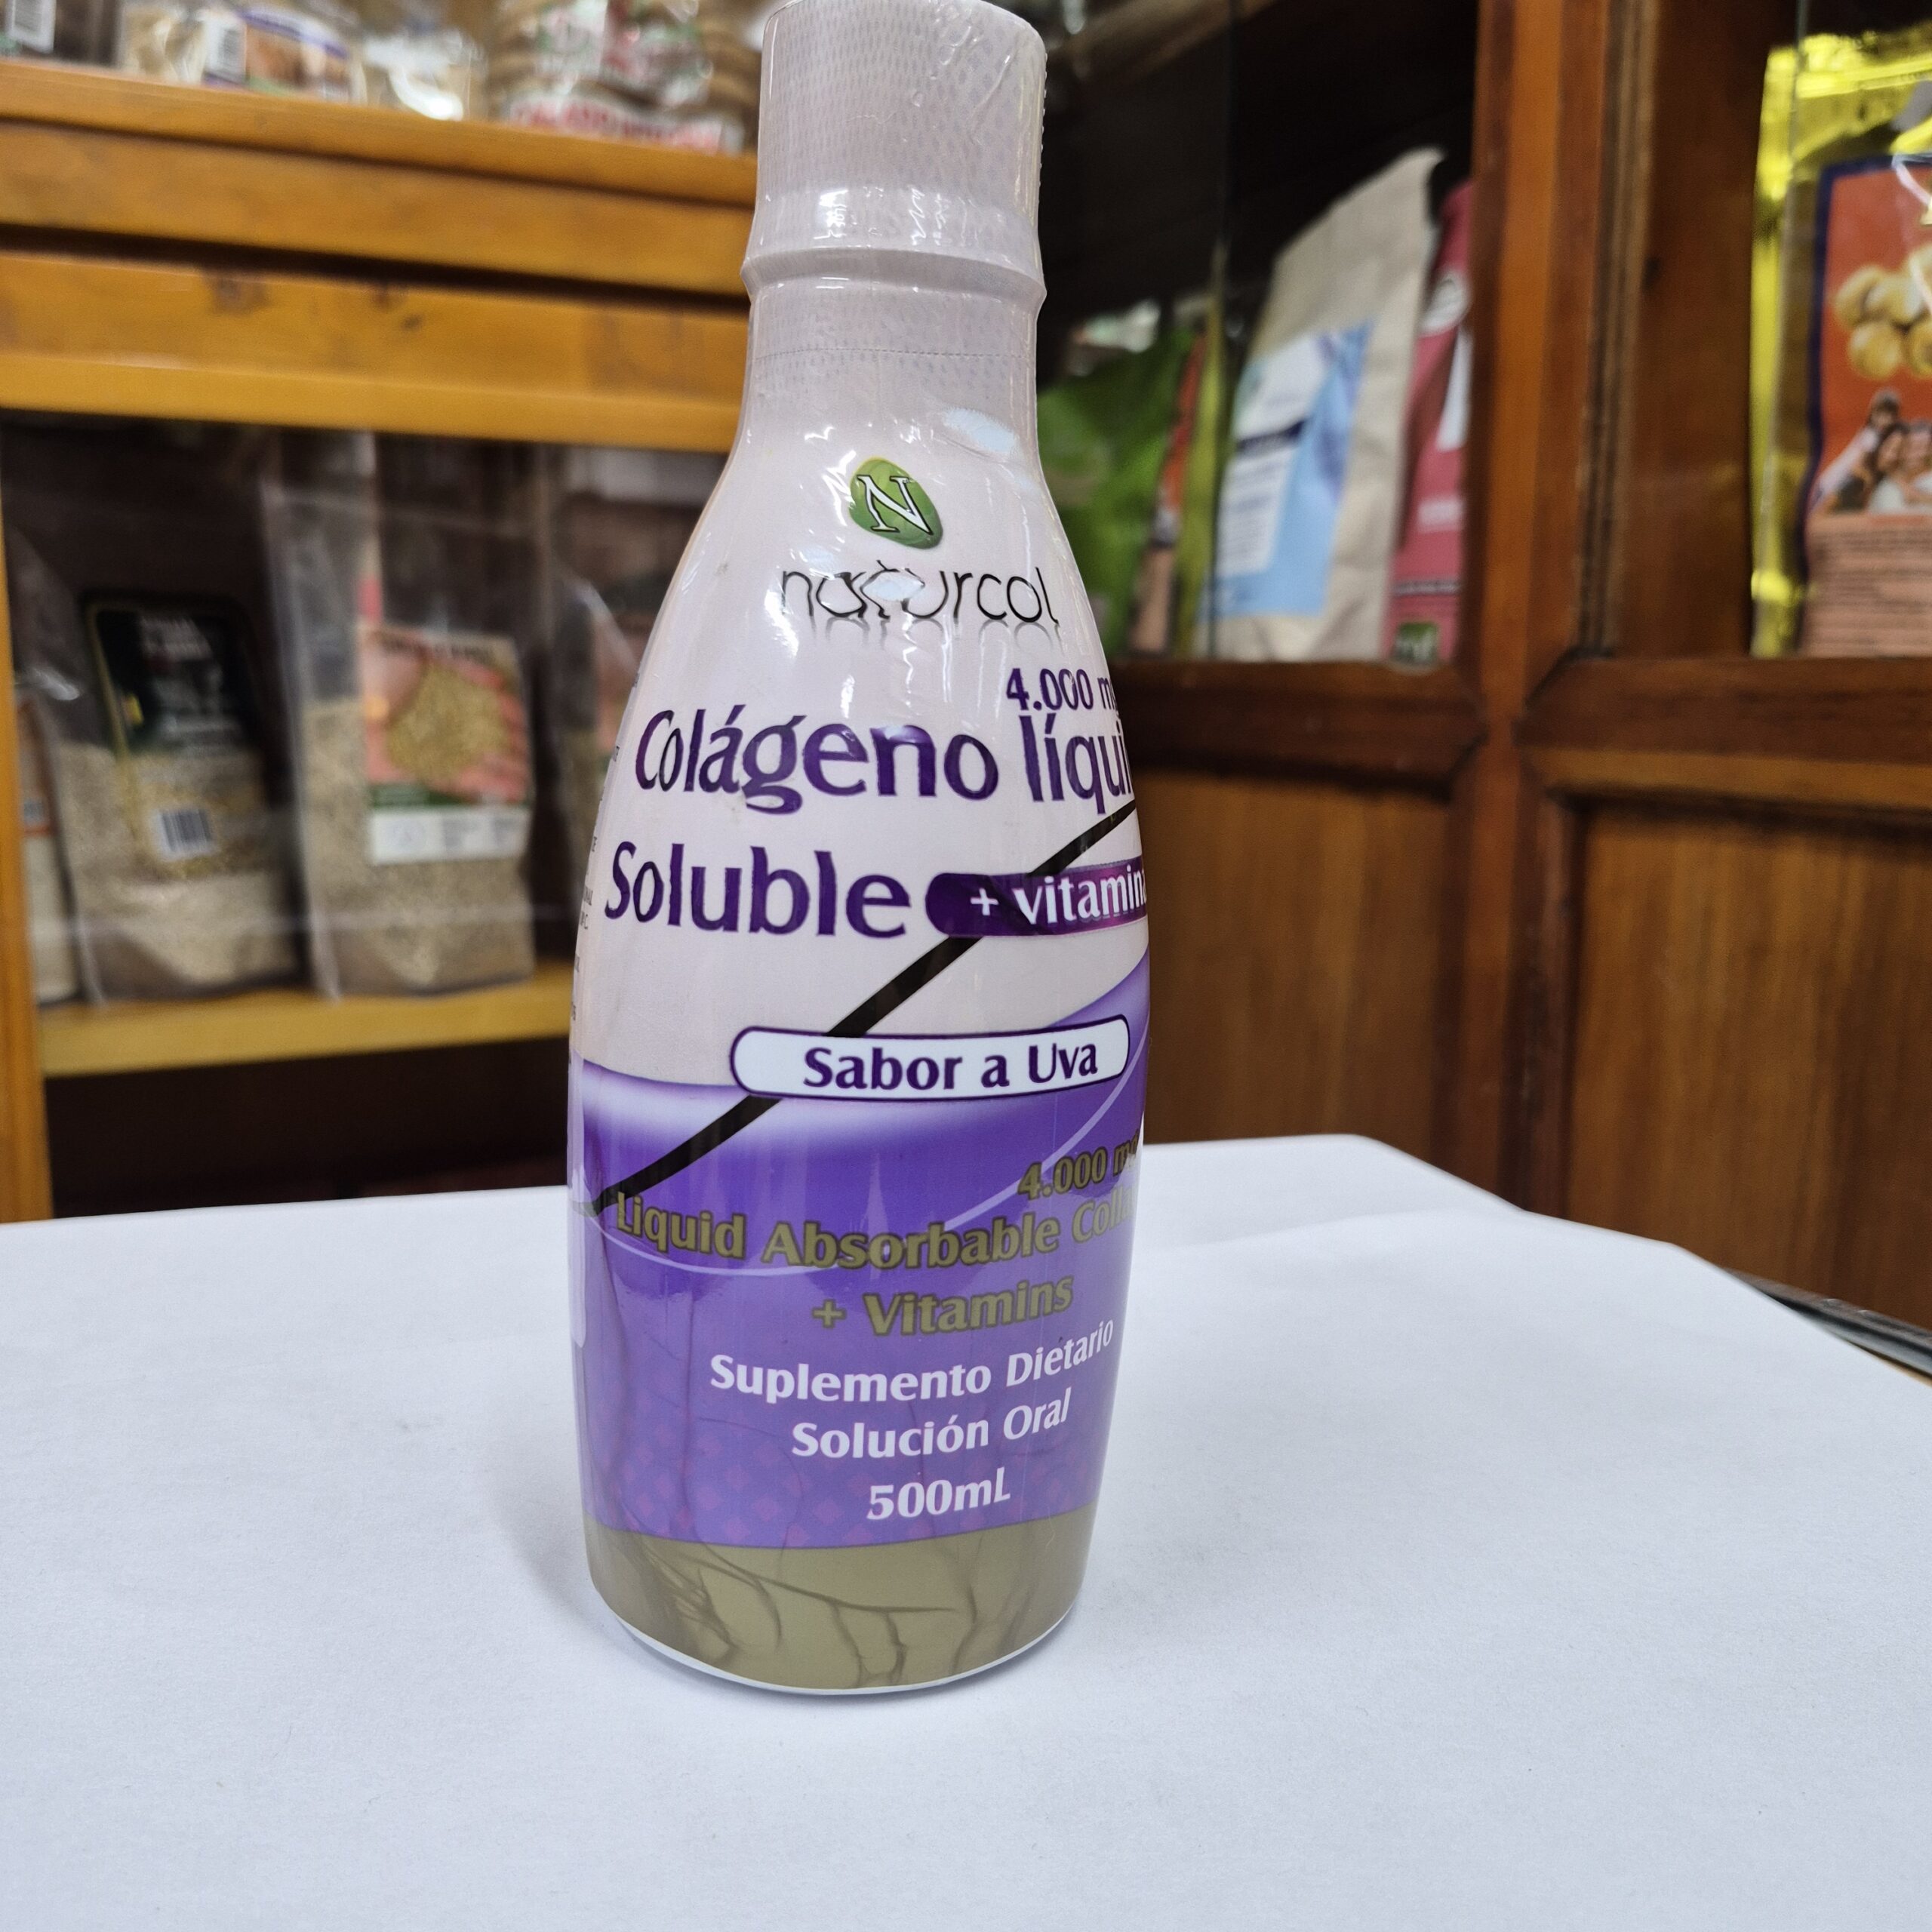 N
naturcol
4.000 m
Colágeno líqui
Soluble + vitamina
Sabor a Uva
4.000 mg
Liquid Absorbable Coll
+ Vitamins
Suplemento Dietario
Solución Oral
500mL